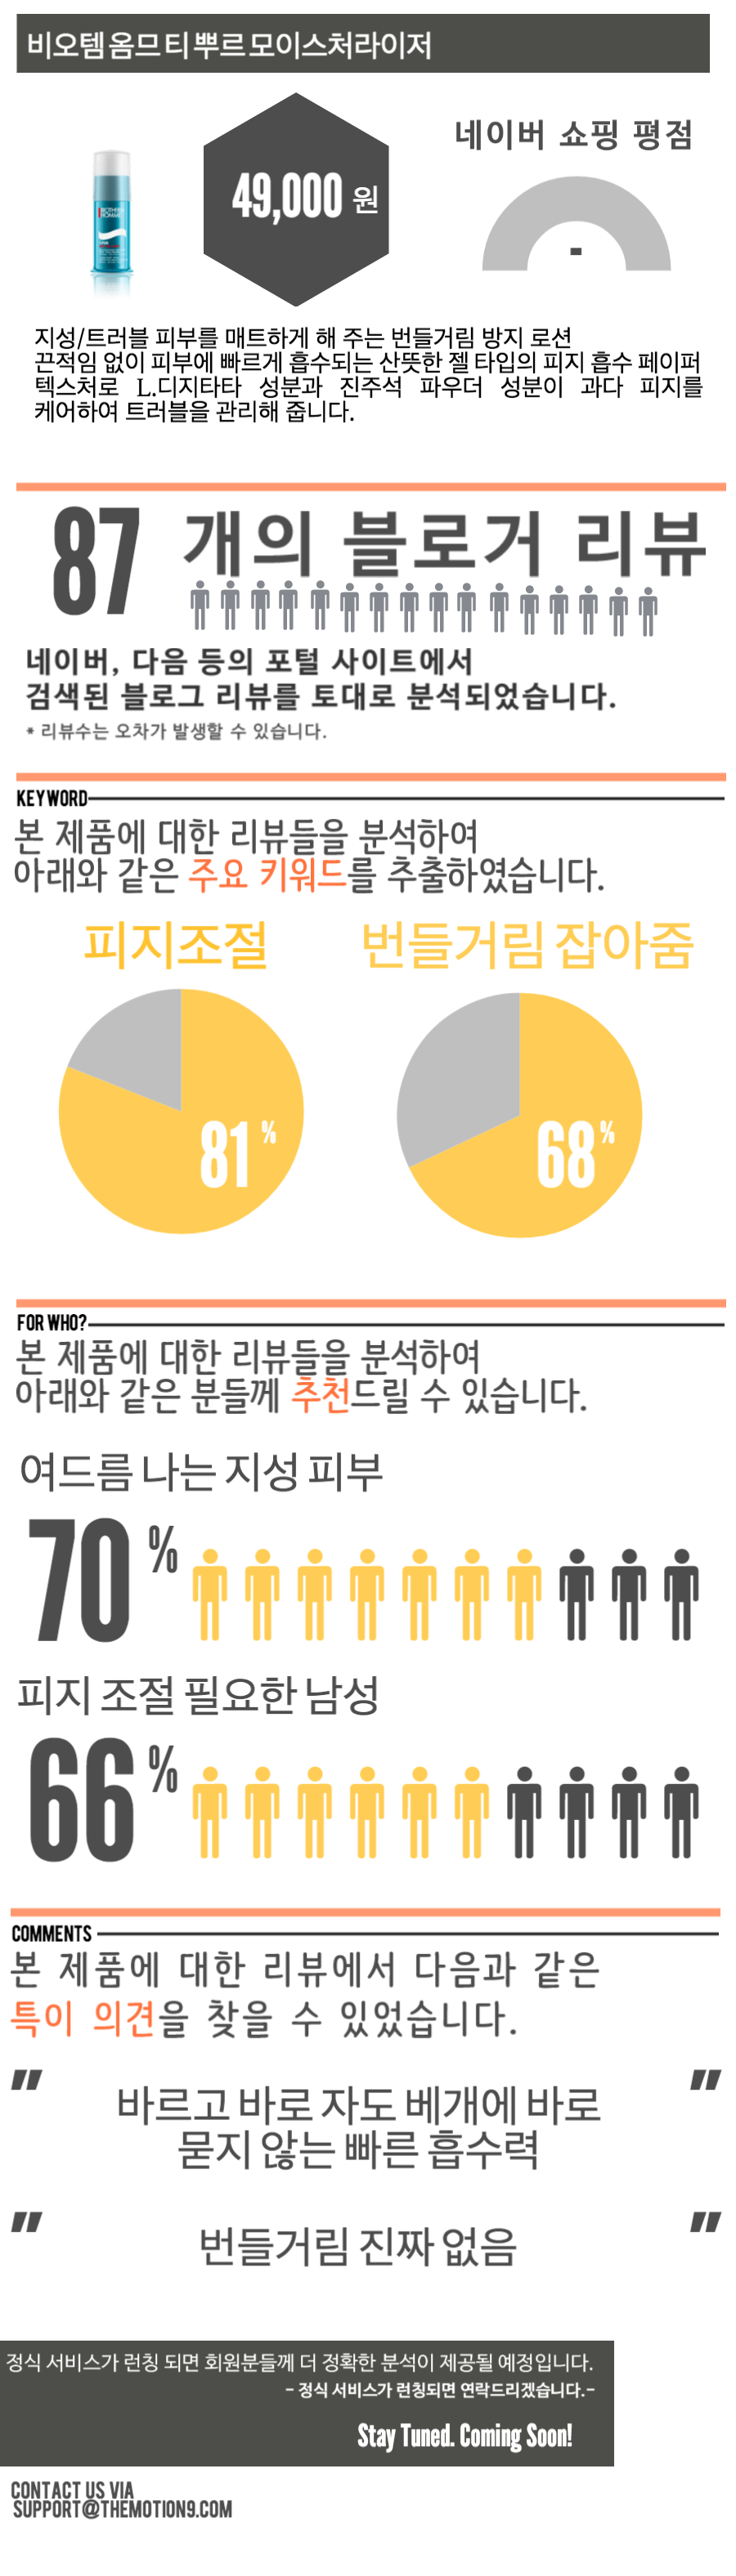 비오템 옴므 티 뿌르 모이스처라이저
BIOTHERM
HOMME
49,000 원
네이버 쇼핑 평점
-
지성/트러블 피부를 매트하게 해 주는 번들거림 방지 로션
끈적임 없이 피부에 빠르게 흡수되는 산뜻한 젤 타입의 피지 흡수 페이퍼
텍스처로 L.디지타타 성분과 진주석 파우더 성분이 과다 피지를
케어하여 트러블을 관리해 줍니다.
87 개의 블로거 리뷰
네이버, 다음 등의 포털 사이트에서
검색된 블로그 리뷰를 토대로 분석되었습니다.
* 리뷰수는 오차가 발생할 수 있습니다.
KEYWORD
본 제품에 대한 리뷰들을 분석하여
아래와 같은 주요 키워드를 추출하였습니다.
피지조절
번들거림 잡아줌
81 %
68 %
FOR WHO?
본 제품에 대한 리뷰들을 분석하여
아래와 같은 분들께 추천드릴 수 있습니다.
여드름 나는 지성 피부
70 %
피지 조절 필요한 남성
66 %
COMMENTS
본 제품에 대한 리뷰에서 다음과 같은
특이 의견을 찾을 수 있었습니다.
" 바르고 바로 자도 베개에 바로 "
묻지 않는 빠른 흡수력
" 번들거림 진짜 없음 "
정식 서비스가 런칭 되면 회원분들께 더 정확한 분석이 제공될 예정입니다.
- 정식 서비스가 런칭되면 연락드리겠습니다.-
Stay Tuned. Coming Soon!
CONTACT US VIA
SUPPORT@THEMOTION9.COM